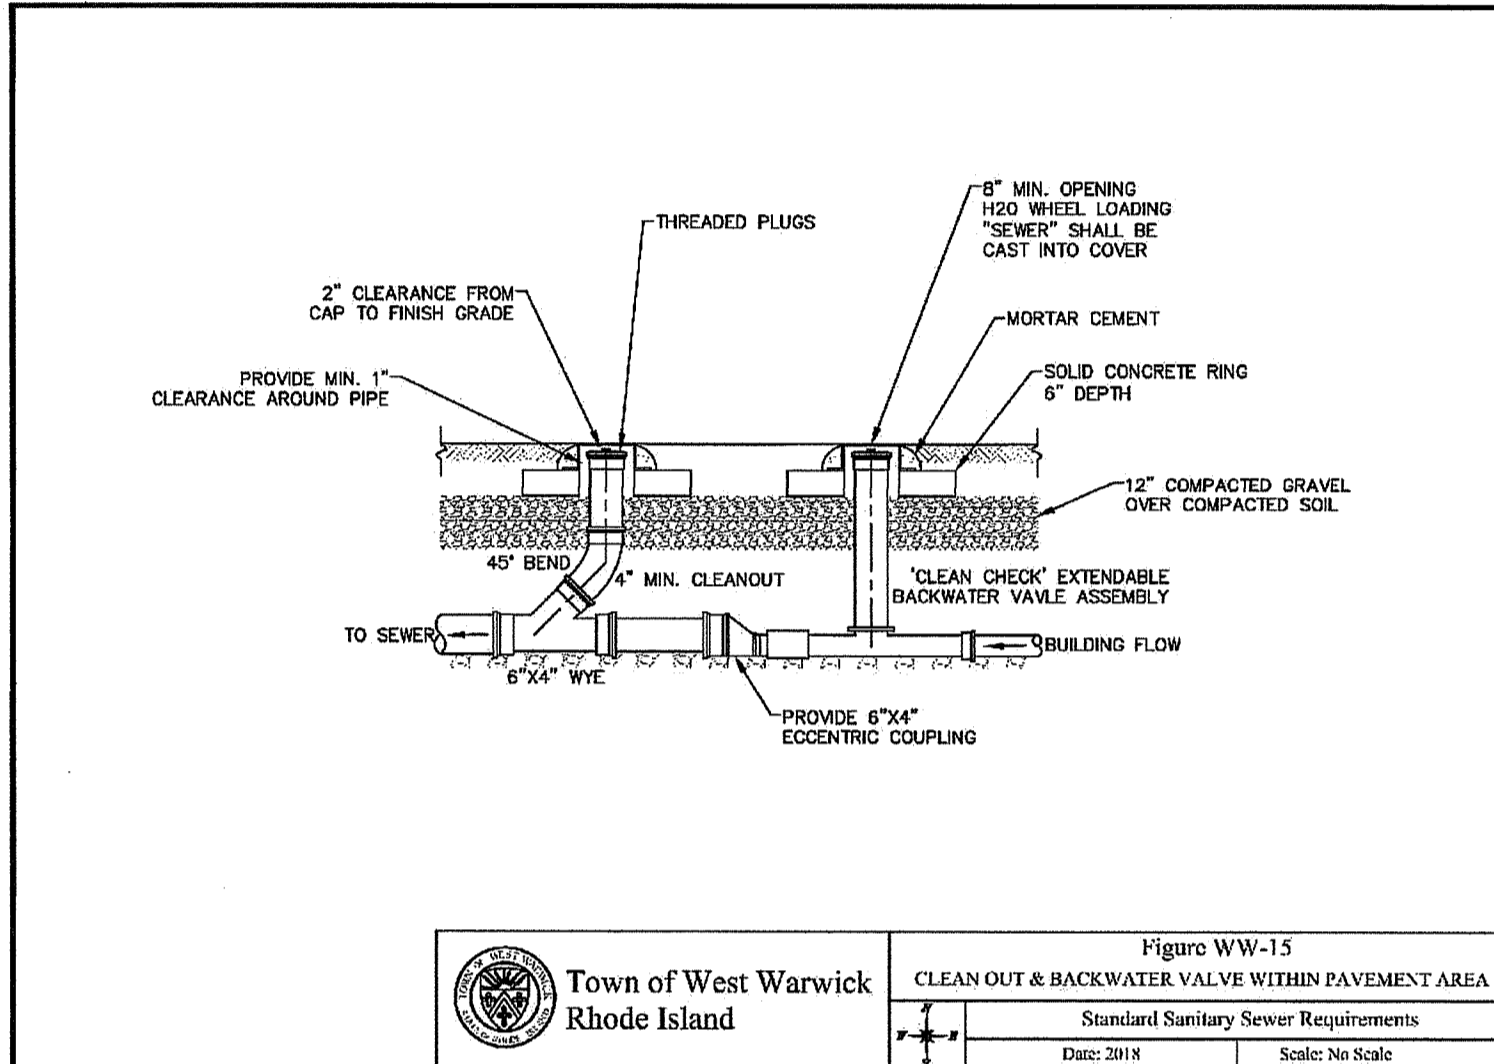 8" MIN. OPENING
H20 WHEEL LOADING
"SEWER" SHALL BE
CAST INTO COVER
THREADED PLUGS
2" CLEARANCE FROM
CAP TO FINISH GRADE
MORTAR CEMENT
PROVIDE MIN. 1"
CLEARANCE AROUND PIPE
SOLID CONCRETE RING
6" DEPTH
12" COMPACTED GRAVEL
OVER COMPACTED SOIL
45° BEND
4" MIN. CLEANOUT
'CLEAN CHECK' EXTENDABLE
BACKWATER VAVLE ASSEMBLY
TO SEWER
BUILDING FLOW
6"X4" WYE
PROVIDE 6"X4"
ECCENTRIC COUPLING
TOWN OF WEST WARWICK
Town of West Warwick
Rhode Island
Figure WW-15
CLEAN OUT & BACKWATER VALVE WITHIN PAVEMENT AREA
Standard Sanitary Sewer Requirements
Date: 2018
Scale: No Scale